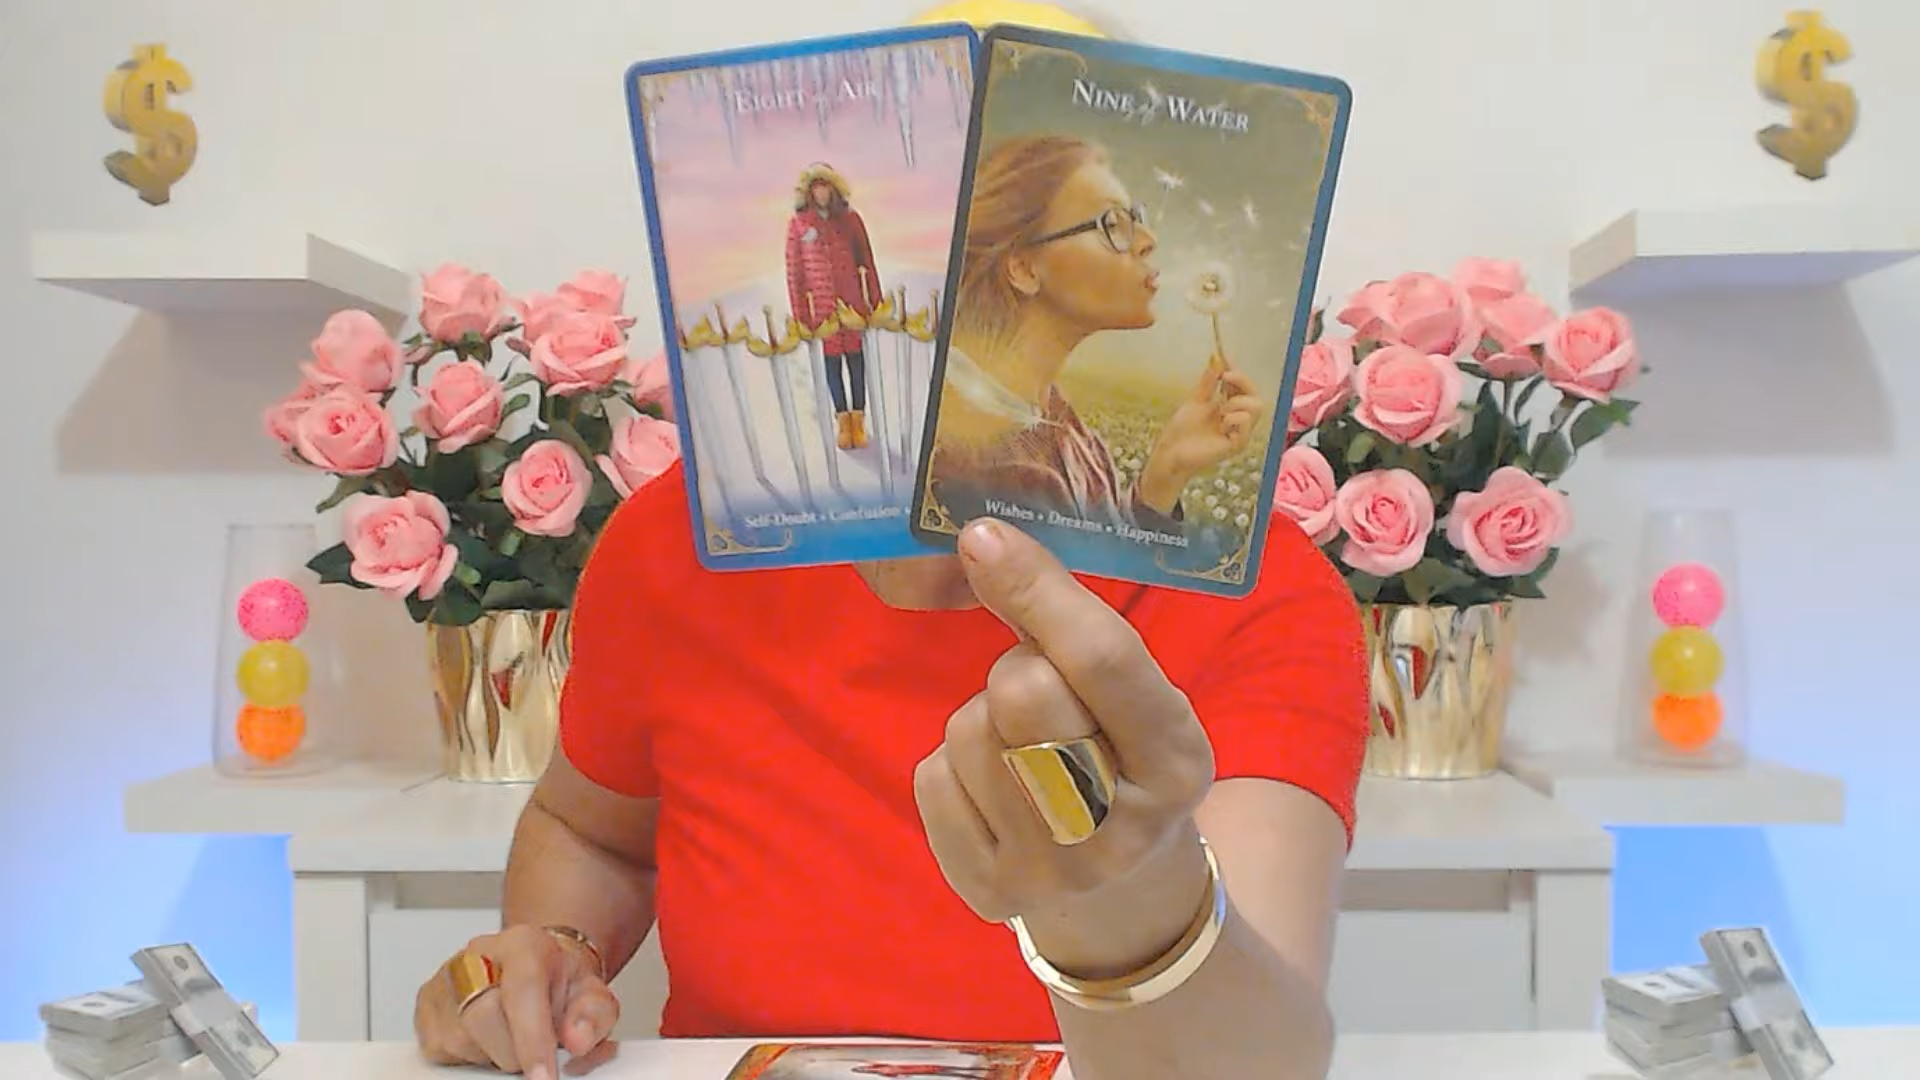 Eight of Air
Self-Doubt • Confusion •
Nine of Water
Wishes • Dreams • Happiness